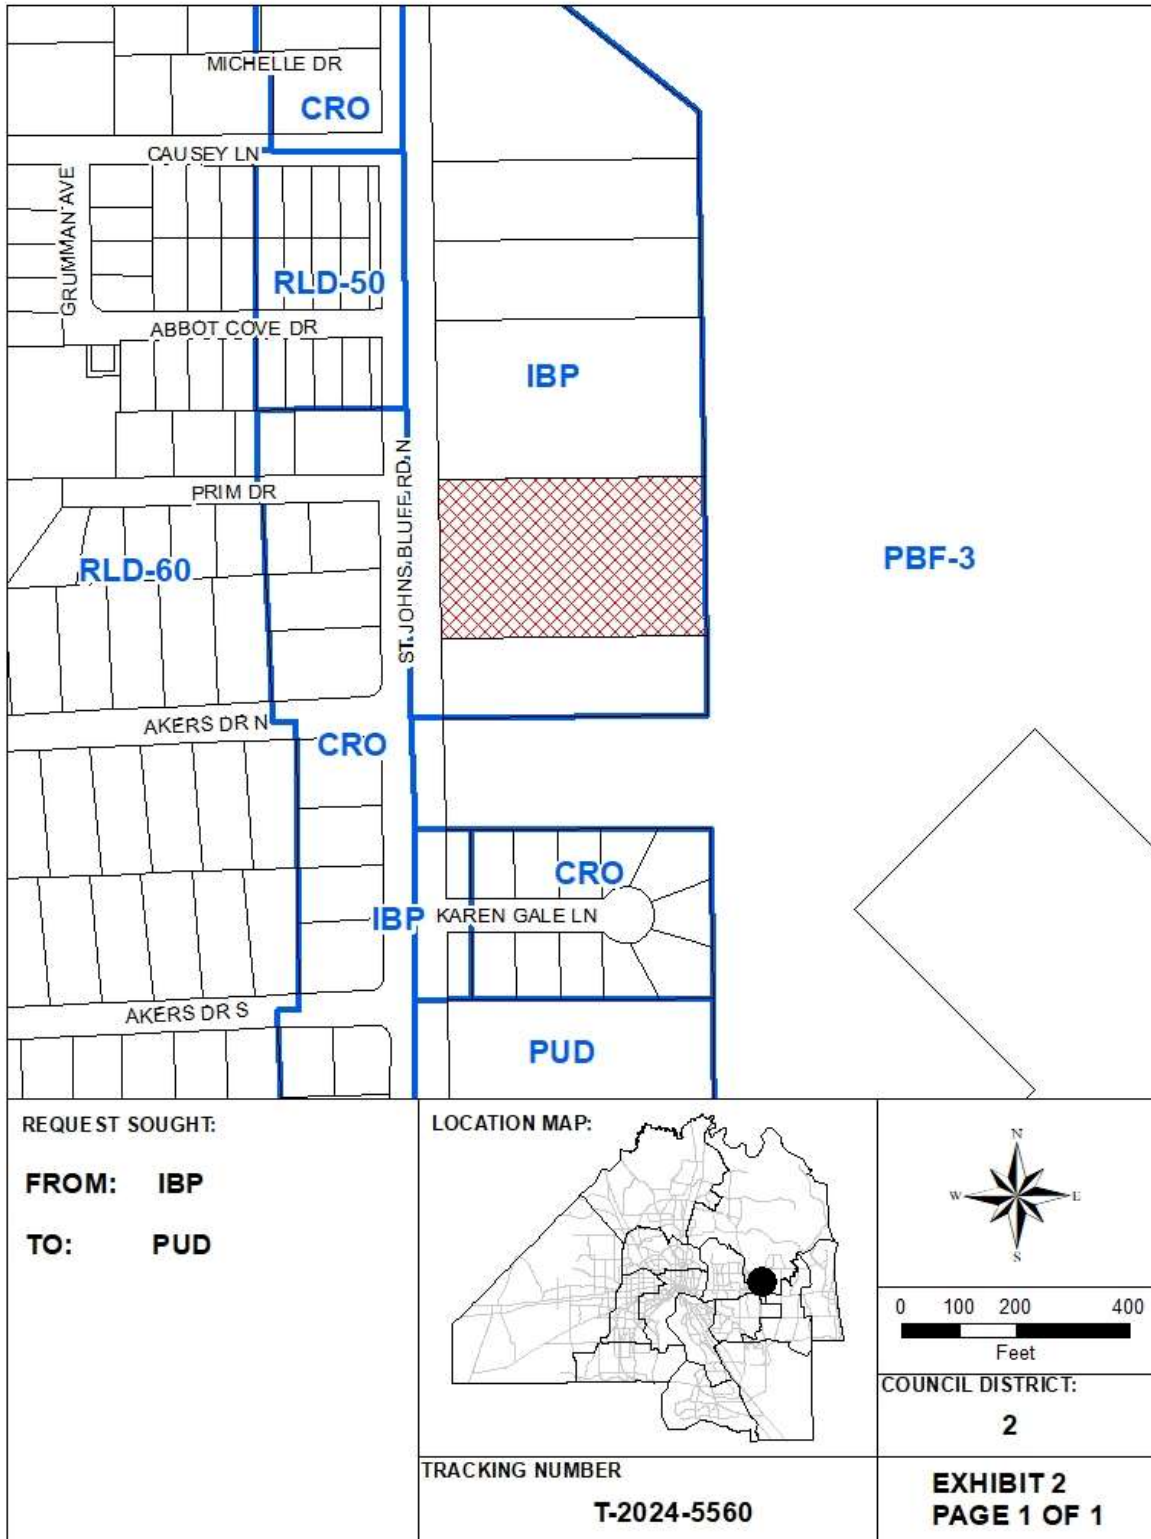 MICHELLE DR
CRO
CAUSEY LN
GRUMMAN AVE
RLD-50
ABBOT COVE DR
IBP
ST. JOHNS BLUFF RD N
PRIM DR
RLD-60
PBF-3
AKERS DR N
CRO
CRO
IBP
KAREN GALE LN
AKERS DR S
PUD
REQUEST SOUGHT:
FROM: IBP
TO: PUD
LOCATION MAP:
N
W E
S
0 100 200 400
Feet
COUNCIL DISTRICT:
2
TRACKING NUMBER
T-2024-5560
EXHIBIT 2
PAGE 1 OF 1